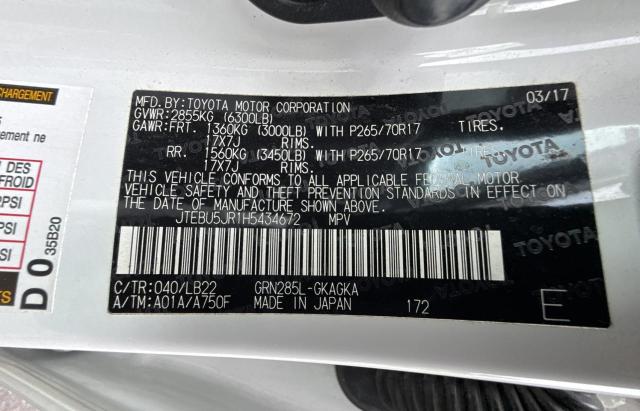 CHARGEMENT
ement ne
N DES
FROID
PSI
PSI
PSI
KS
D 0 35B20
MFD.BY:TOYOTA MOTOR CORPORATION 03/17
GVWR:2855KG (6300LB)
GAWR:FRT. 1360KG (3000LB) WITH P265/70R17 TIRES.
17X7J RIMS.
RR. 1560KG (3450LB) WITH P265/70R17 TIRES.
17X7J RIMS.
THIS VEHICLE CONFORMS TO ALL APPLICABLE FEDERAL MOTOR
VEHICLE SAFETY AND THEFT PREVENTION STANDARDS IN EFFECT ON
THE DATE OF MANUFACTURE SHOWN ABOVE.
JTEBU5JR1H5434672 MPV
C/TR:040/LB22 GRN285L-GKAGKA
A/TM:A01A/A750F MADE IN JAPAN 172 E